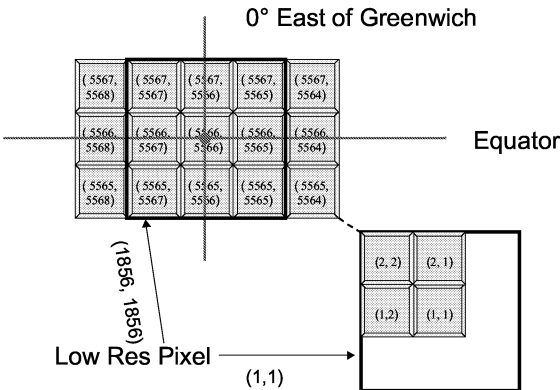 0° East of Greenwich
( 5567, 5568) ( 5567, 5567) ( 5567, 5566) ( 5567, 5565) ( 5567, 5564)
( 5566, 5568) ( 5566, 5567) ( 5566, 5566) ( 5566, 5565) ( 5566, 5564)
Equator
( 5565, 5568) ( 5565, 5567) ( 5565, 5566) ( 5565, 5565) ( 5565, 5564)
(1856, 1856)
(2, 2) (2, 1)
(1,2) (1, 1)
Low Res Pixel
(1,1)